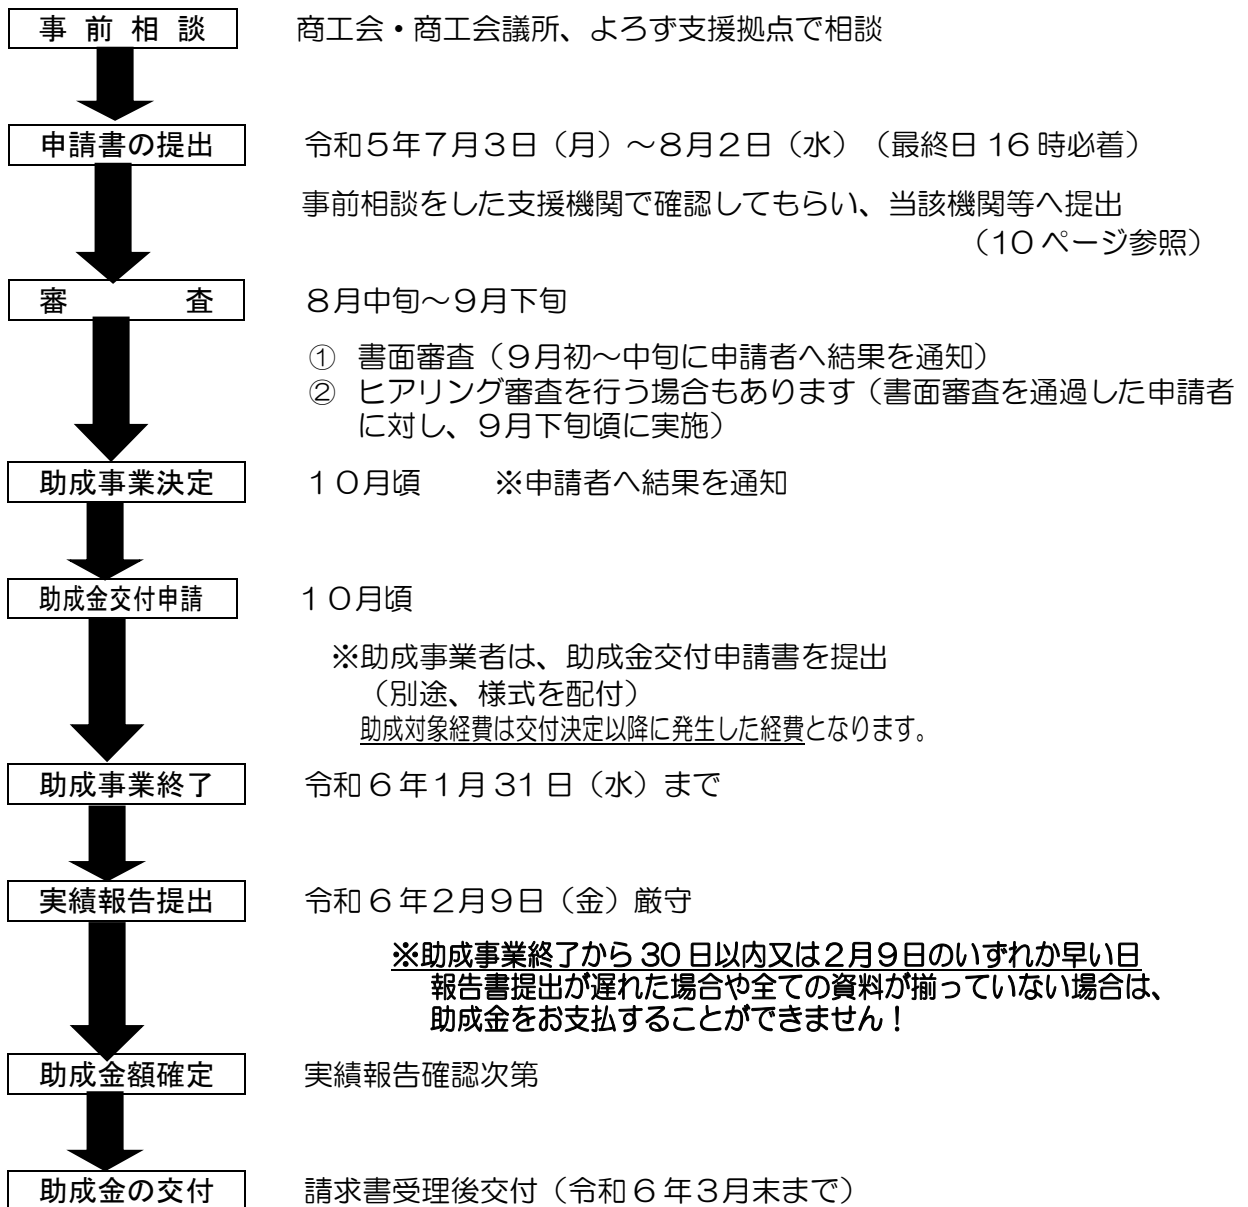 事前相談 商工会・商工会議所、よろず支援拠点で相談
申請書の提出 令和５年７月３日（月）～８月２日（水）（最終日 16 時必着）
事前相談をした支援機関で確認してもらい、当該機関等へ提出
（10 ページ参照）
審査 ８月中旬～９月下旬
① 書面審査（９月初～中旬に申請者へ結果を通知）
② ヒアリング審査を行う場合もあります（書面審査を通過した申請者
に対し、９月下旬頃に実施）
助成事業決定 １０月頃 ※申請者へ結果を通知
助成金交付申請 １０月頃
※助成事業者は、助成金交付申請書を提出
（別途、様式を配付）
助成対象経費は交付決定以降に発生した経費となります。
助成事業終了 令和６年１月 31 日（水）まで
実績報告提出 令和６年２月９日（金）厳守
※助成事業終了から 30 日以内又は２月９日のいずれか早い日
報告書提出が遅れた場合や全ての資料が揃っていない場合は、
助成金をお支払することができません！
助成金額確定 実績報告確認次第
助成金の交付 請求書受理後交付（令和６年３月末まで）